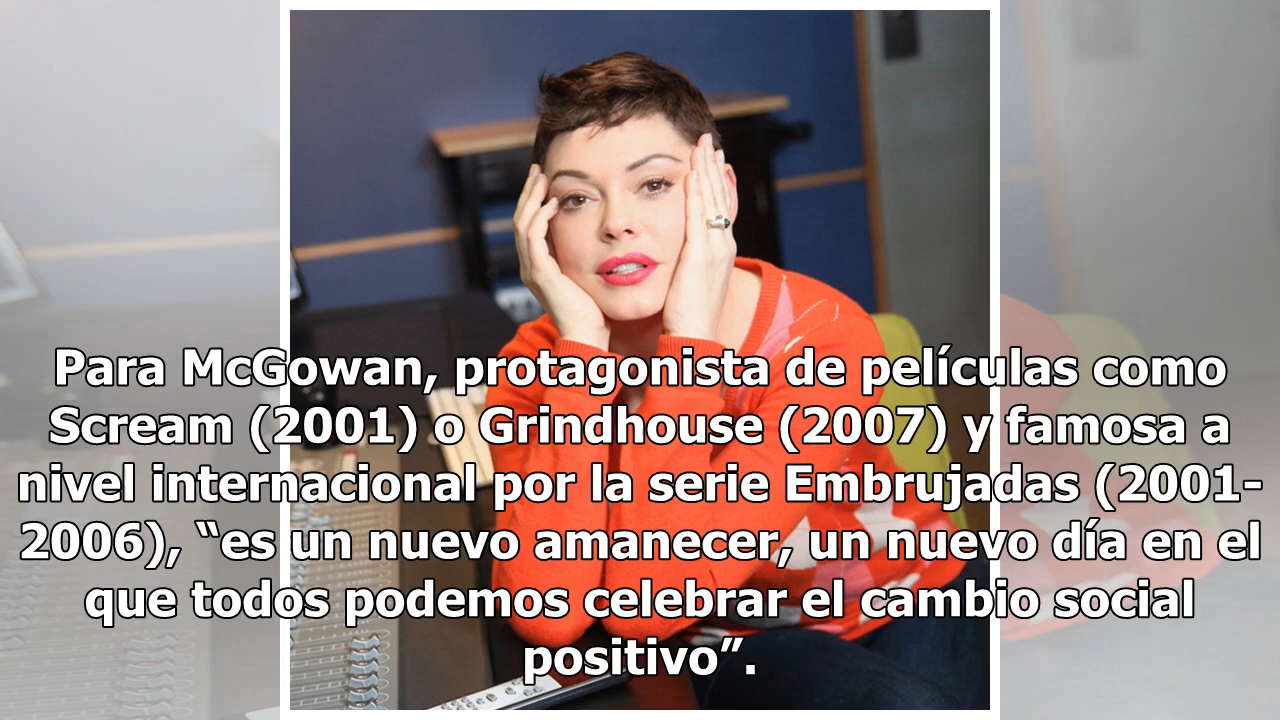 Para McGowan, protagonista de películas como
Scream (2001) o Grindhouse (2007) y famosa a
nivel internacional por la serie Embrujadas (2001-
2006), “es un nuevo amanecer, un nuevo día en el
que todos podemos celebrar el cambio social
positivo”.